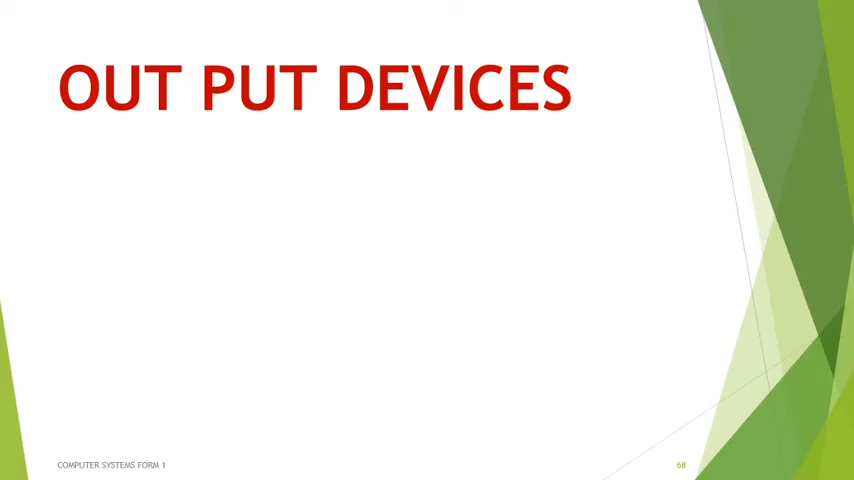 OUT PUT DEVICES
COMPUTER SYSTEMS FORM 1
68